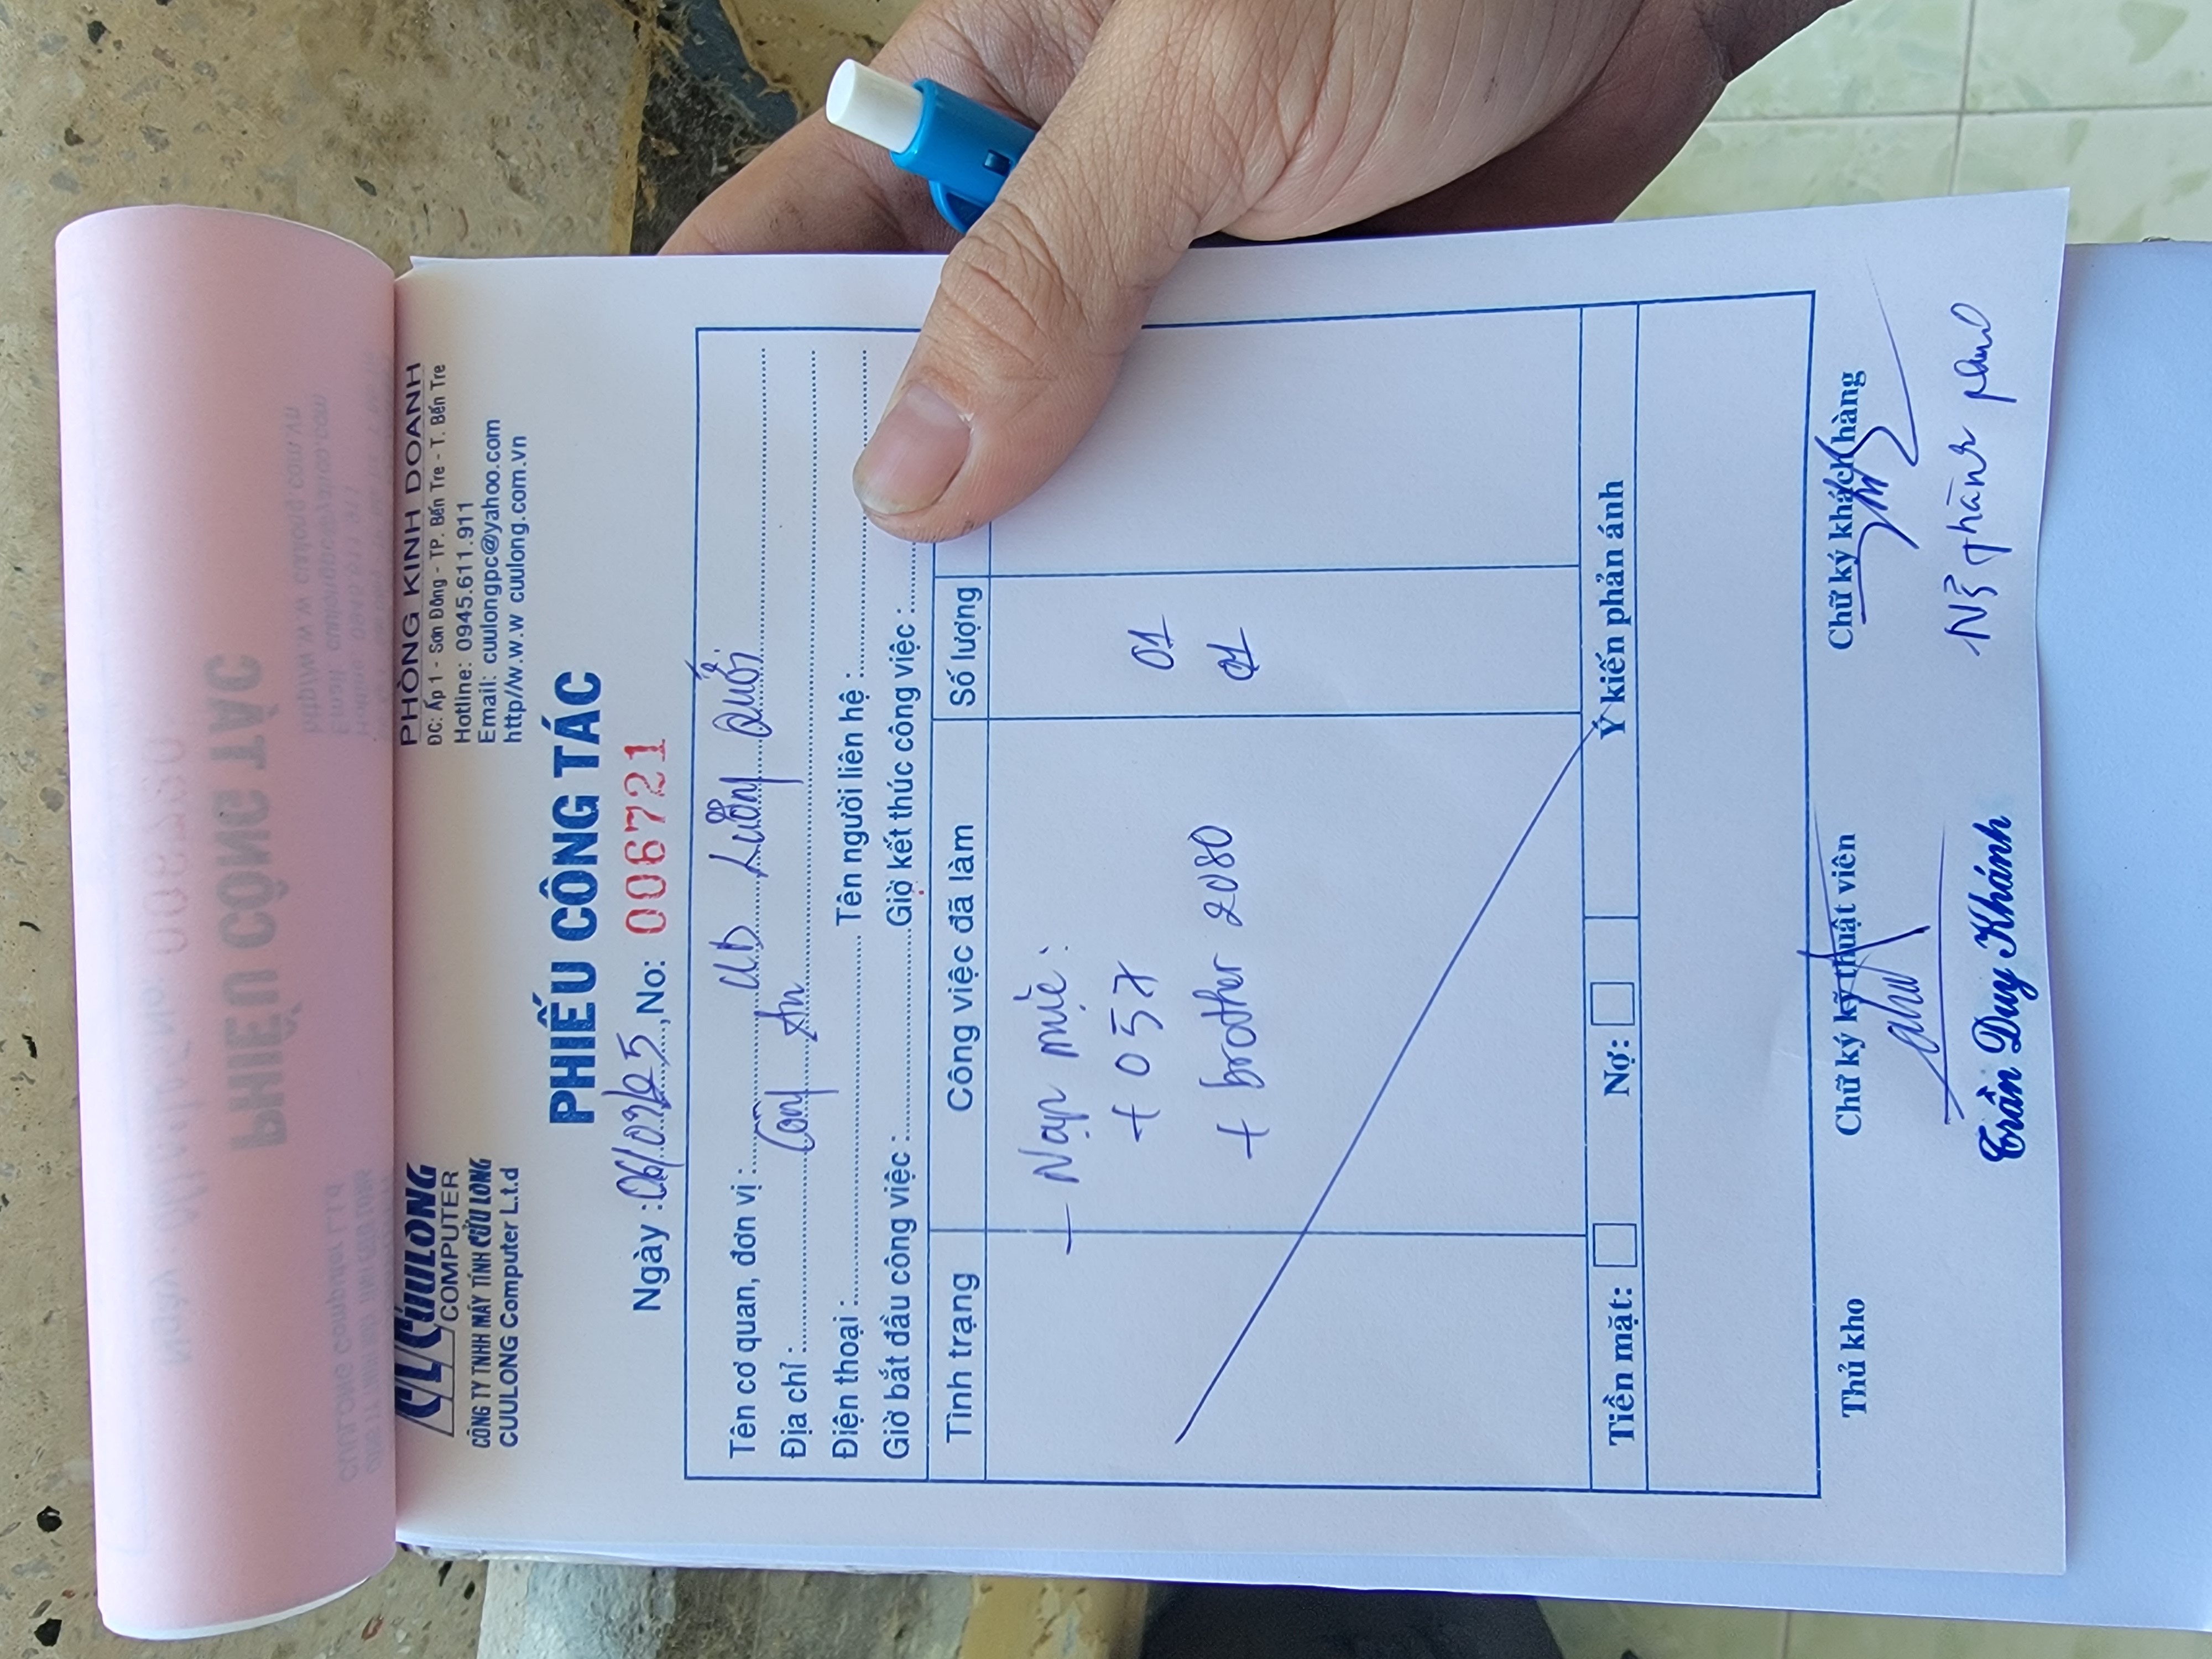 CL CỬULONG
COMPUTER
CÔNG TY TNHH MÁY TÍNH CỬU LONG
CUULONG Computer L.t.d
PHÒNG KINH DOANH
ĐC: Ấp 1 - Sơn Đông - TP. Bến Tre - T. Bến Tre
Hotline: 0945.611.911
Email: cuulongpc@yahoo.com
http//w.w.w cuulong.com.vn
PHIẾU CÔNG TÁC
Ngày: 06/02/25, No: 006721
Tên cơ quan, đơn vị: UB Lương Quới
Địa chỉ: Công An
Điện thoại: Tên người liên hệ:
Giờ bắt đầu công việc: Giờ kết thúc công việc:
Tình trạng Công việc đã làm Số lượng
- Nạp mực:
+ 057 01
+ brother 2080 01
Tiền mặt: Nợ: Ý kiến phản ánh
Thủ kho Chữ ký kỹ thuật viên Chữ ký khách hàng
Trần Duy Khánh
Thành